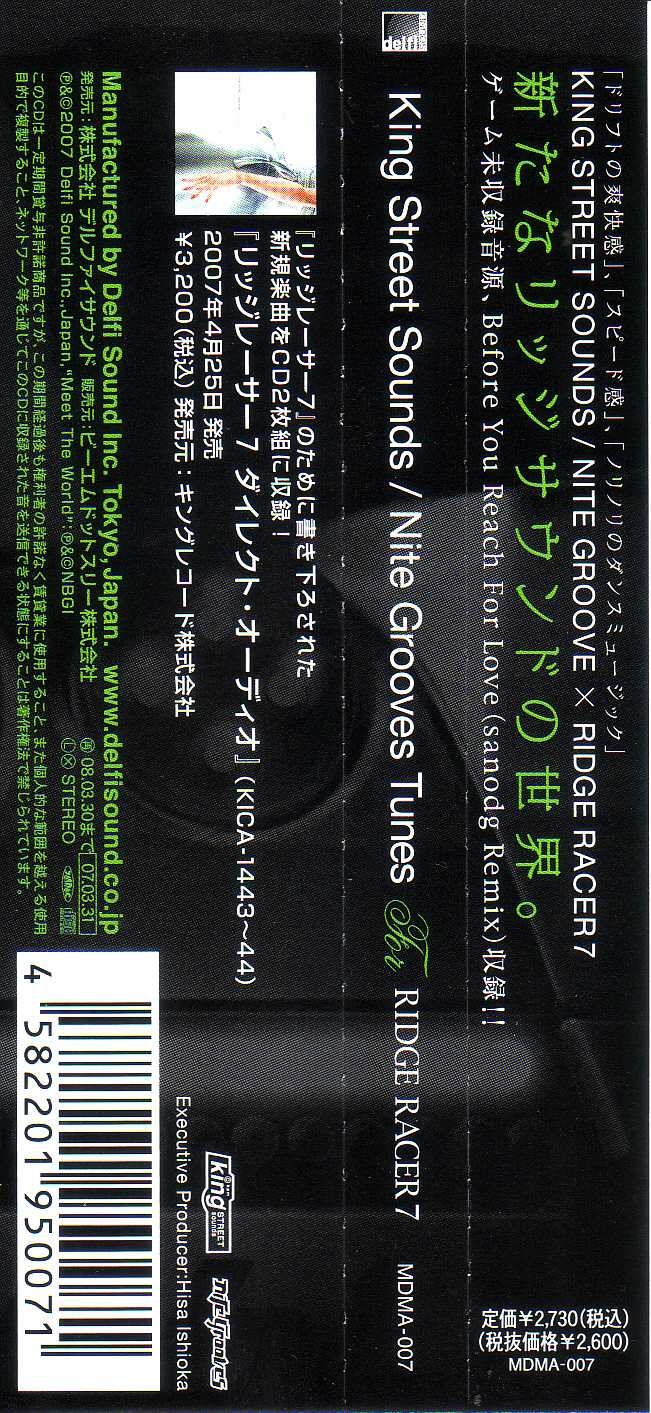 「ドリフトの爽快感」、「スピード感」、「ノリノリのダンスミュージック」
KING STREET SOUNDS / NITE GROOVE × RIDGE RACER 7
新たなリッジサウンドの世界。
ゲーム未収録音源、Before You Reach For Love (sanodg Remix) 収録!!
定価¥2,730(税込)
(税抜価格¥2,600)
MDMA-007
delfi
King Street Sounds / Nite Grooves Tunes For RIDGE RACER 7
MDMA-007
『リッジレーサー7』のために書き下ろされた
新規楽曲をCD2枚組に収録!
『リッジレーサー7 ダイレクト・オーディオ』(KICA-1443~44)
2007年4月25日 発売
¥3,200(税込) 発売元:キングレコード株式会社
king STREET
sounds
nite grooves
Executive Producer:Hisa Ishioka
Manufactured by Delfi Sound Inc. Tokyo,Japan. www.delfisound.co.jp
発売元:株式会社 デルファイサウンド 販売元:ビーエムドットスリー株式会社
㊢08.03.30まで 07.03.31
℗&©2007 Delfi Sound Inc.,Japan,"Meet The World":℗&©NBGI
Ⓛ Ⓧ STEREO
このCDは一定期間貸与非許諾商品ですが、この期間経過後も権利者の許諾なく賃貸業に使用すること、また個人的な範囲を越える使用
目的で複製すること、ネットワーク等を通じてこのCDに収録された音を送信できる状態にすることは著作権法で禁じられています。
4 582201 950071